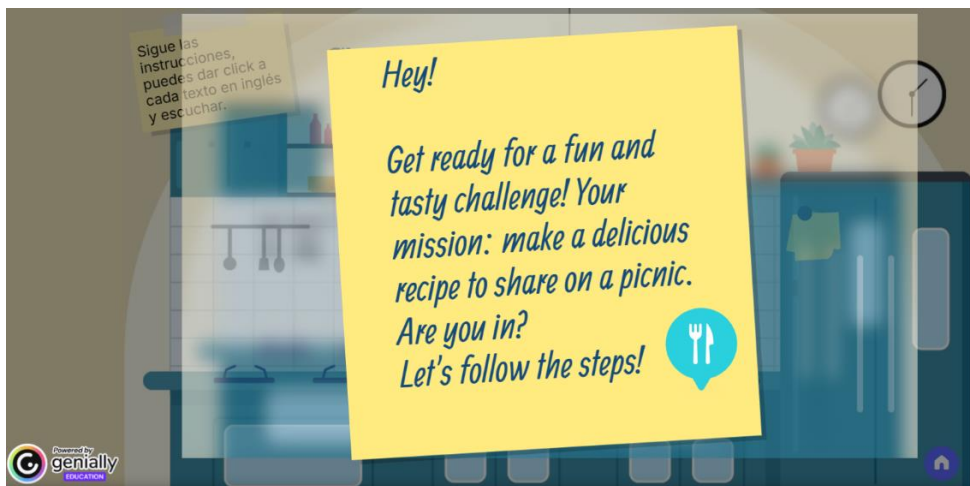 Sigue las
instrucciones,
puedes dar click a
cada texto en inglés
y escuchar.
Hey!
Get ready for a fun and
tasty challenge! Your
mission: make a delicious
recipe to share on a picnic.
Are you in?
Let's follow the steps!
Powered by
genially
EDUCATION